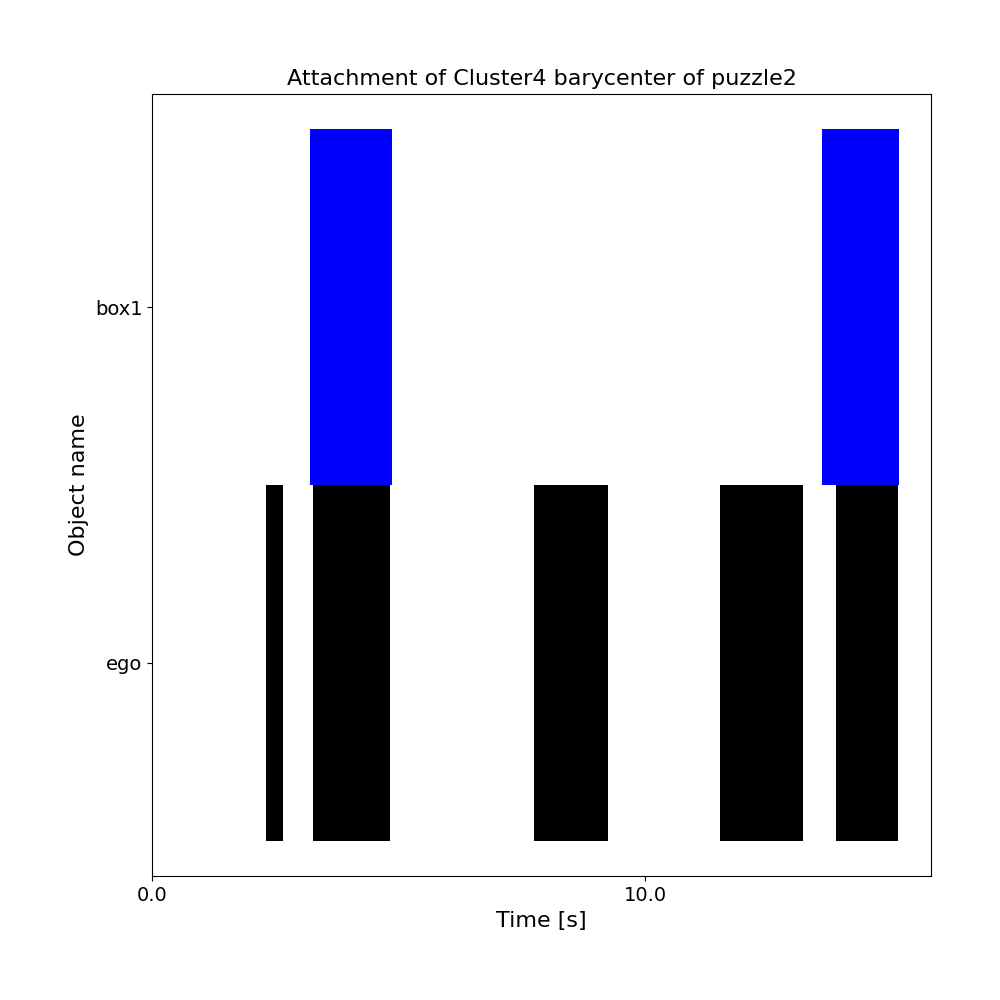 Attachment of Cluster4 barycenter of puzzle2
box1
Object name
ego
0.0
10.0
Time [s]